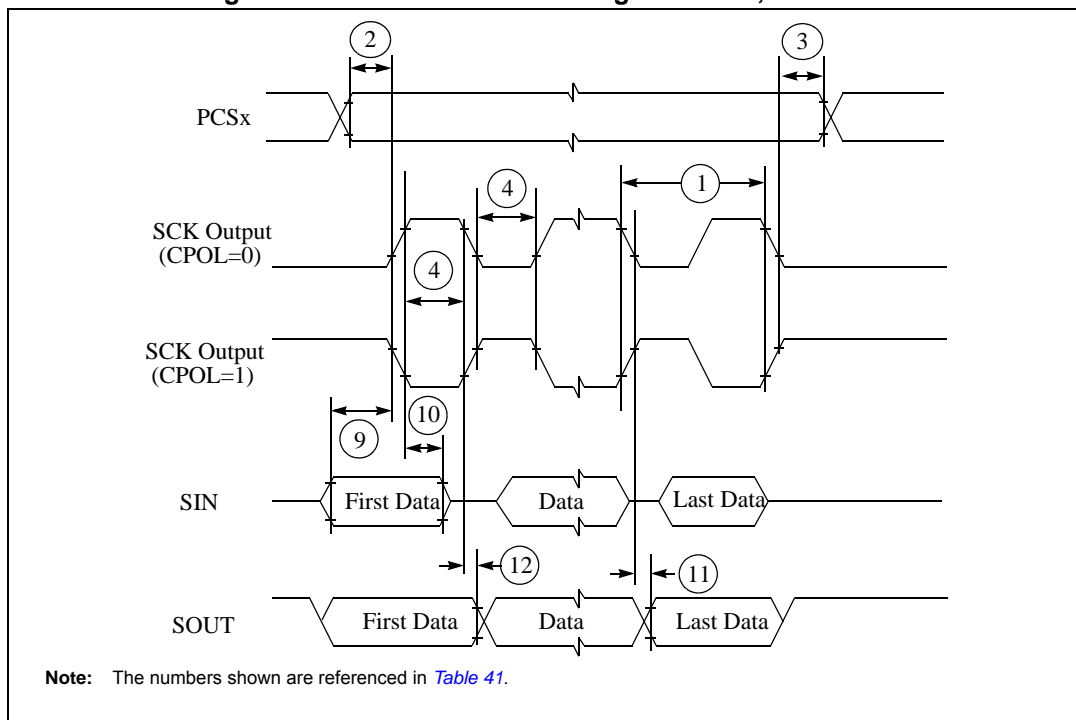 2
3
PCSx
4
1
SCK Output
(CPOL=0)
4
SCK Output
(CPOL=1)
10
9
SIN
First Data
Data
Last Data
12
11
SOUT
First Data
Data
Last Data
Note: The numbers shown are referenced in Table 41.